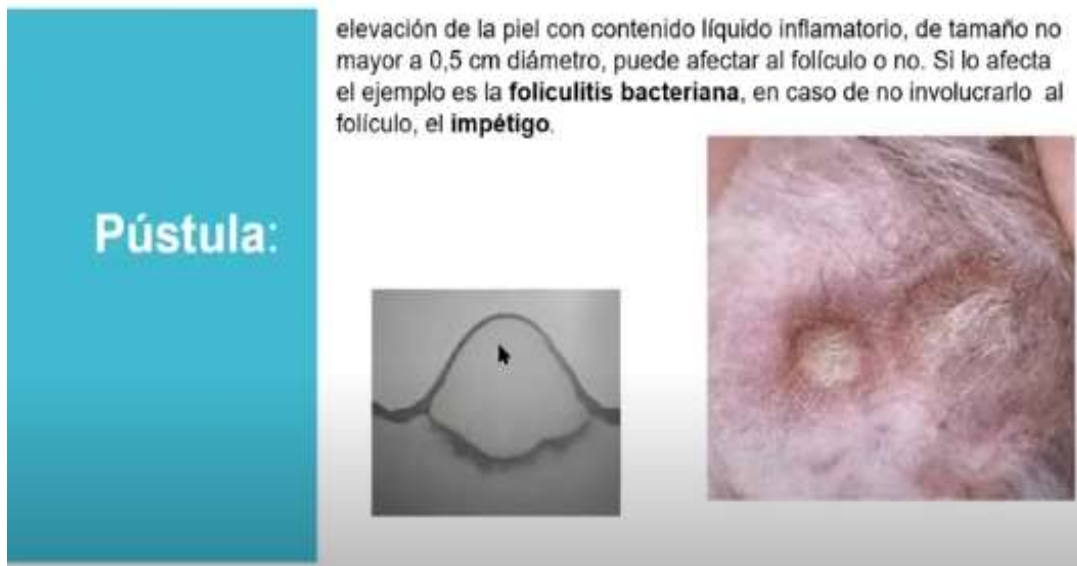 elevación de la piel con contenido líquido inflamatorio, de tamaño no
mayor a 0,5 cm diámetro, puede afectar al folículo o no. Si lo afecta
el ejemplo es la foliculitis bacteriana, en caso de no involucrarlo al
folículo, el impétigo.
Pústula: